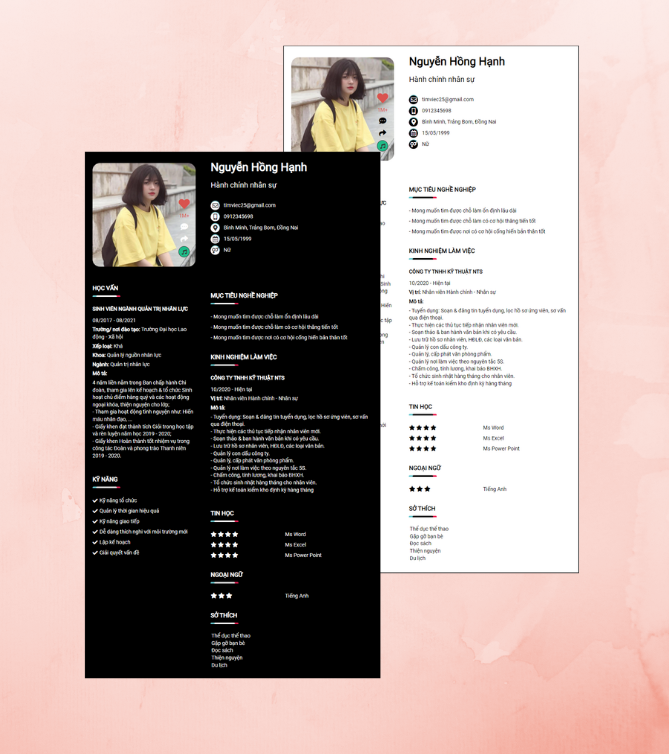 Nguyễn Hồng Hạnh
Hành chính nhân sự
timviec25@gmail.com
0912345698
Bình Minh, Trảng Bom, Đồng Nai
15/05/1999
Nữ
MỤC TIÊU NGHỀ NGHIỆP
- Mong muốn tìm được chỗ làm ổn định lâu dài
- Mong muốn tìm được chỗ làm có cơ hội thăng tiến tốt
- Mong muốn tìm được nơi có cơ hội cống hiến bản thân tốt
KINH NGHIỆM LÀM VIỆC
CÔNG TY TNHH KỸ THUẬT NTS
10/2020 - Hiện tại
Vị trí: Nhân viên Hành chính - Nhân sự
Mô tả:
- Tuyển dụng: Soạn & đăng tin tuyển dụng, lọc hồ sơ ứng viên, sơ vấn
qua điện thoại.
- Thực hiện các thủ tục tiếp nhận nhân viên mới.
- Soạn thảo & ban hành văn bản khi có yêu cầu.
- Lưu trữ hồ sơ nhân viên, HĐLĐ, các loại văn bản.
- Quản lý con dấu công ty.
- Quản lý, cấp phát văn phòng phẩm.
- Quản lý nơi làm việc theo nguyên tắc 5S.
- Chấm công, tính lương, khai báo BHXH.
- Tổ chức sinh nhật hàng tháng cho nhân viên.
- Hỗ trợ kế toán kiểm kho định kỳ hàng tháng
TIN HỌC
Ms Word
Ms Excel
Ms Power Point
NGOẠI NGỮ
Tiếng Anh
SỞ THÍCH
Thể dục thể thao
Gặp gỡ bạn bè
Đọc sách
Thiện nguyện
Du lịch
Nguyễn Hồng Hạnh
Hành chính nhân sự
timviec25@gmail.com
0912345698
Bình Minh, Trảng Bom, Đồng Nai
15/05/1999
Nữ
HỌC VẤN
SINH VIÊN NGÀNH QUẢN TRỊ NHÂN LỰC
08/2017 - 08/2021
Trường/ nơi đào tạo: Trường Đại học Lao
động - Xã hội
Xếp loại: Khá
Khoa: Quản lý nguồn nhân lực
Ngành: Quản trị nhân lực
Mô tả:
4 năm liền nằm trong Ban chấp hành Chi
đoàn, tham gia lên kế hoạch & tổ chức Sinh
hoạt chủ điểm hàng quý và các hoạt động
ngoại khóa, thiện nguyện cho lớp;
- Tham gia hoạt động tình nguyện như: Hiến
máu nhân đạo, ...
- Giấy khen đạt thành tích Giỏi trong học tập
và rèn luyện năm học 2019 - 2020;
- Giấy khen Hoàn thành tốt nhiệm vụ trong
công tác Đoàn và phong trào Thanh niên
2019 - 2020.
KỸ NĂNG
Kỹ năng tổ chức
Quản lý thời gian hiệu quả
Kỹ năng giao tiếp
Dễ dàng thích nghi với môi trường mới
Lập kế hoạch
Giải quyết vấn đề
MỤC TIÊU NGHỀ NGHIỆP
- Mong muốn tìm được chỗ làm ổn định lâu dài
- Mong muốn tìm được chỗ làm có cơ hội thăng tiến tốt
- Mong muốn tìm được nơi có cơ hội cống hiến bản thân tốt
KINH NGHIỆM LÀM VIỆC
CÔNG TY TNHH KỸ THUẬT NTS
10/2020 - Hiện tại
Vị trí: Nhân viên Hành chính - Nhân sự
Mô tả:
- Tuyển dụng: Soạn & đăng tin tuyển dụng, lọc hồ sơ ứng viên, sơ vấn
qua điện thoại.
- Thực hiện các thủ tục tiếp nhận nhân viên mới.
- Soạn thảo & ban hành văn bản khi có yêu cầu.
- Lưu trữ hồ sơ nhân viên, HĐLĐ, các loại văn bản.
- Quản lý con dấu công ty.
- Quản lý, cấp phát văn phòng phẩm.
- Quản lý nơi làm việc theo nguyên tắc 5S.
- Chấm công, tính lương, khai báo BHXH.
- Tổ chức sinh nhật hàng tháng cho nhân viên.
- Hỗ trợ kế toán kiểm kho định kỳ hàng tháng
TIN HỌC
Ms Word
Ms Excel
Ms Power Point
NGOẠI NGỮ
Tiếng Anh
SỞ THÍCH
Thể dục thể thao
Gặp gỡ bạn bè
Đọc sách
Thiện nguyện
Du lịch